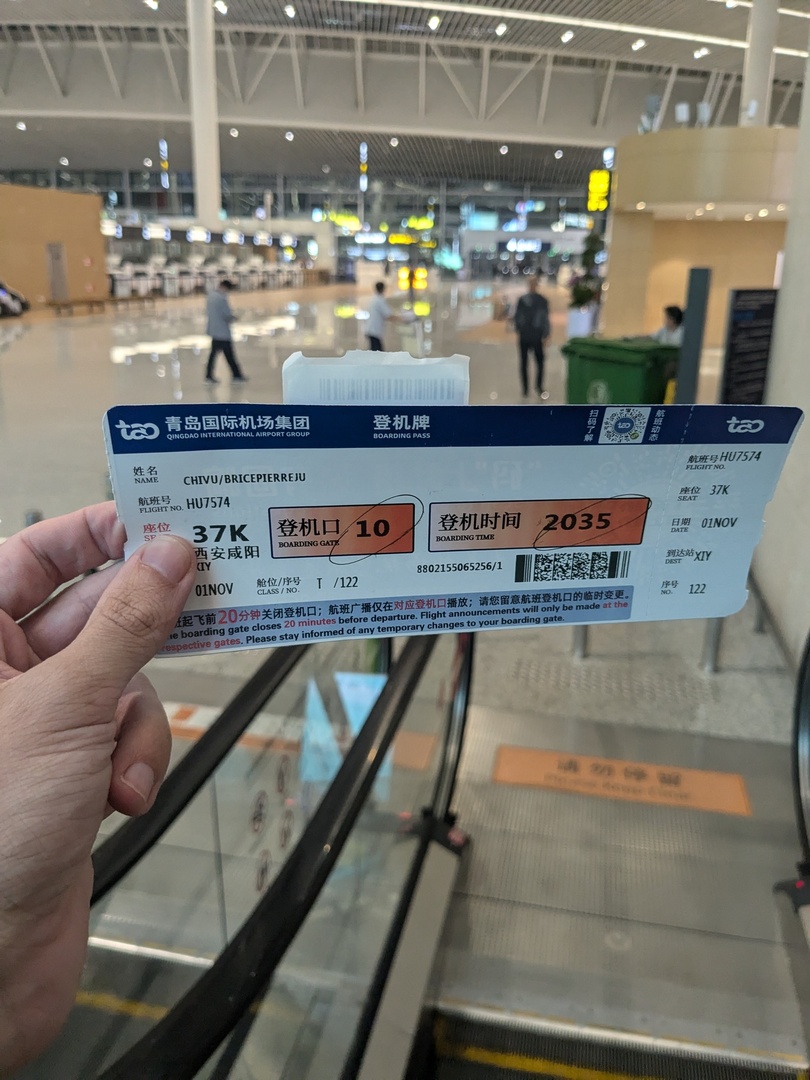 tao 青岛国际机场集团 登机牌 扫码了解 航班动态 tao
QINGDAO INTERNATIONAL AIRPORT GROUP BOARDING PASS
姓名
NAME CHIVU/BRICEPIERREJU
航班号
FLIGHT NO. HU7574
座位 37K
登机口 10
BOARDING GATE
登机时间 2035
BOARDING TIME
西安咸阳
XIY
8802155065256/1
01NOV 舱位/序号 T /122
CLASS / NO.
起飞前20分钟关闭登机口；航班广播仅在对应登机口播放；请您留意航班登机口的临时变更。
boarding gate closes 20 minutes before departure. Flight announcements will only be made at the
respective gates. Please stay informed of any temporary changes to your boarding gate.
航班号 HU7574
FLIGHT NO.
座位 37K
SEAT
日期 01NOV
DATE
到达站 XIY
DEST
序号 122
NO.
请勿停留